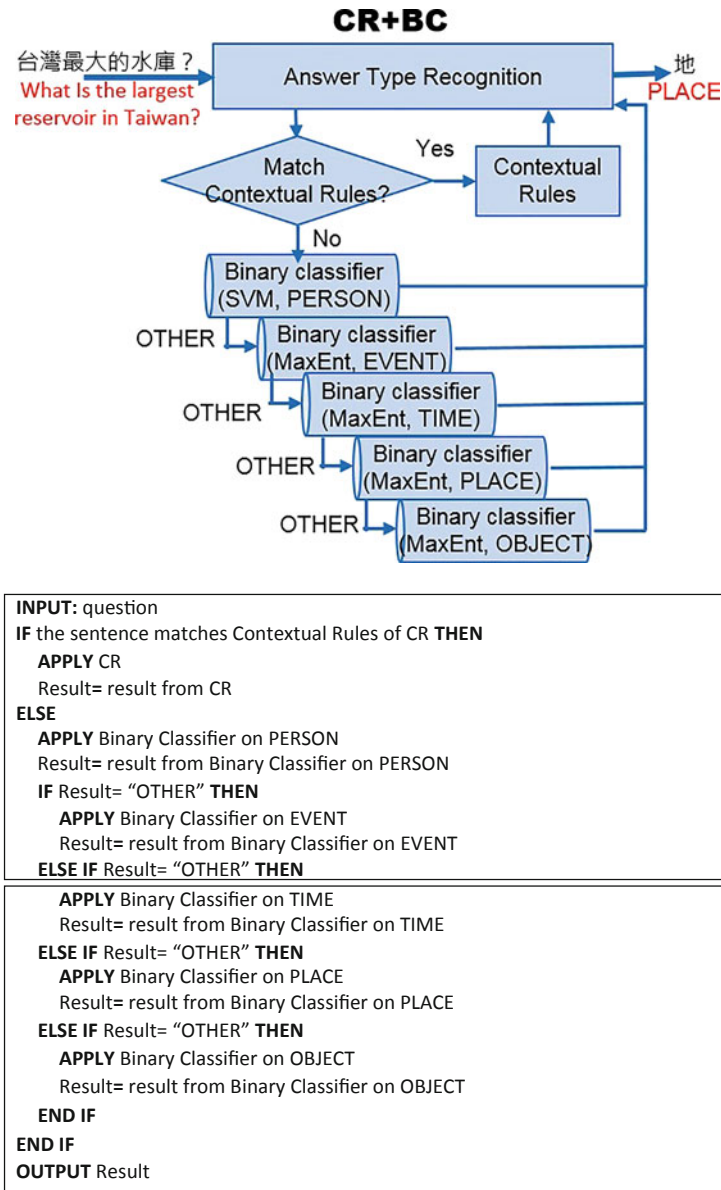 CR+BC
台灣最大的水庫？
What Is the largest
reservoir in Taiwan?
Answer Type Recognition
地
PLACE
Match
Contextual Rules?
Yes
Contextual
Rules
No
Binary classifier
(SVM, PERSON)
OTHER
Binary classifier
(MaxEnt, EVENT)
OTHER
Binary classifier
(MaxEnt, TIME)
OTHER
Binary classifier
(MaxEnt, PLACE)
OTHER
Binary classifier
(MaxEnt, OBJECT)
INPUT: question
IF the sentence matches Contextual Rules of CR THEN
APPLY CR
Result= result from CR
ELSE
APPLY Binary Classifier on PERSON
Result= result from Binary Classifier on PERSON
IF Result= “OTHER” THEN
APPLY Binary Classifier on EVENT
Result= result from Binary Classifier on EVENT
ELSE IF Result= “OTHER” THEN
APPLY Binary Classifier on TIME
Result= result from Binary Classifier on TIME
ELSE IF Result= “OTHER” THEN
APPLY Binary Classifier on PLACE
Result= result from Binary Classifier on PLACE
ELSE IF Result= “OTHER” THEN
APPLY Binary Classifier on OBJECT
Result= result from Binary Classifier on OBJECT
END IF
END IF
OUTPUT Result